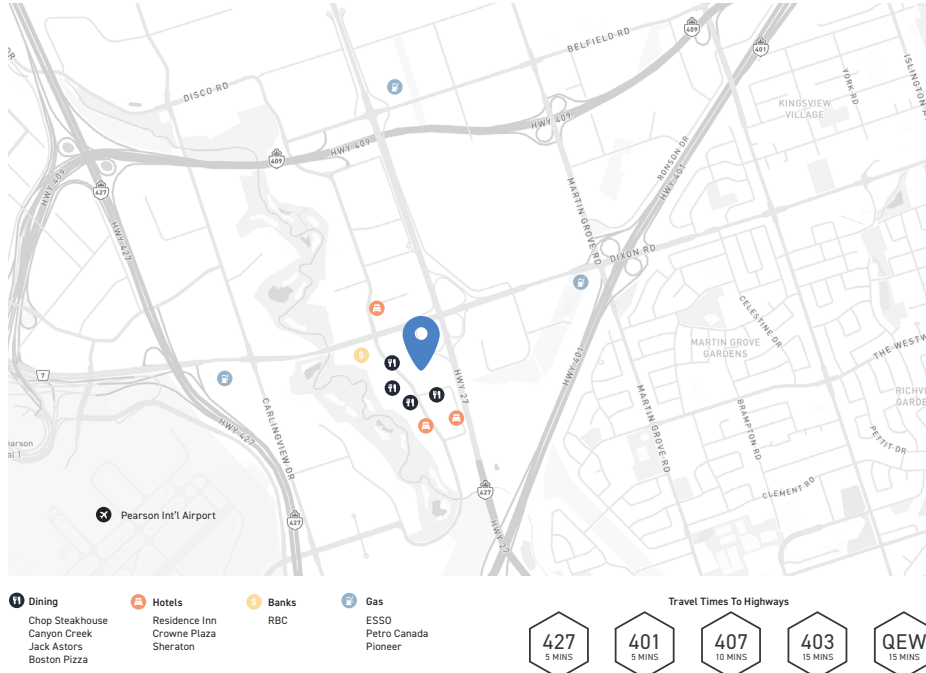 409
401
BELFIELD RD
DISCO RD
YORK RD
KINGSVIEW
VILLAGE
HWY 409
HWY 409
409
RONSON DR
HWY 401
HWY 409
427
MARTIN GROVE RD
HWY 427
DIXON RD
CELESTINE DR
MARTIN GROVE
GARDENS
7
HWY 401
HWY 27
CARLINGVIEW DR
MARTIN GROVE RD
BRAMPTON RD
HWY 427
PETTIT DR
CLEMENT RD
427
427
HWY 27
Pearson Int'l Airport
Dining
Chop Steakhouse
Canyon Creek
Jack Astors
Boston Pizza
Hotels
Residence Inn
Crowne Plaza
Sheraton
Banks
RBC
Gas
ESSO
Petro Canada
Pioneer
Travel Times To Highways
427
5 MINS
401
5 MINS
407
10 MINS
403
15 MINS
QEW
15 MINS